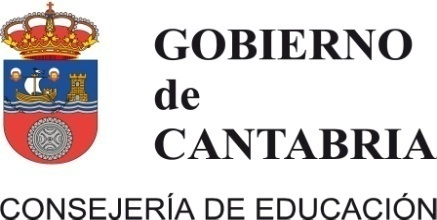 GOBIERNO
de
CANTABRIA
CONSEJERÍA DE EDUCACIÓN